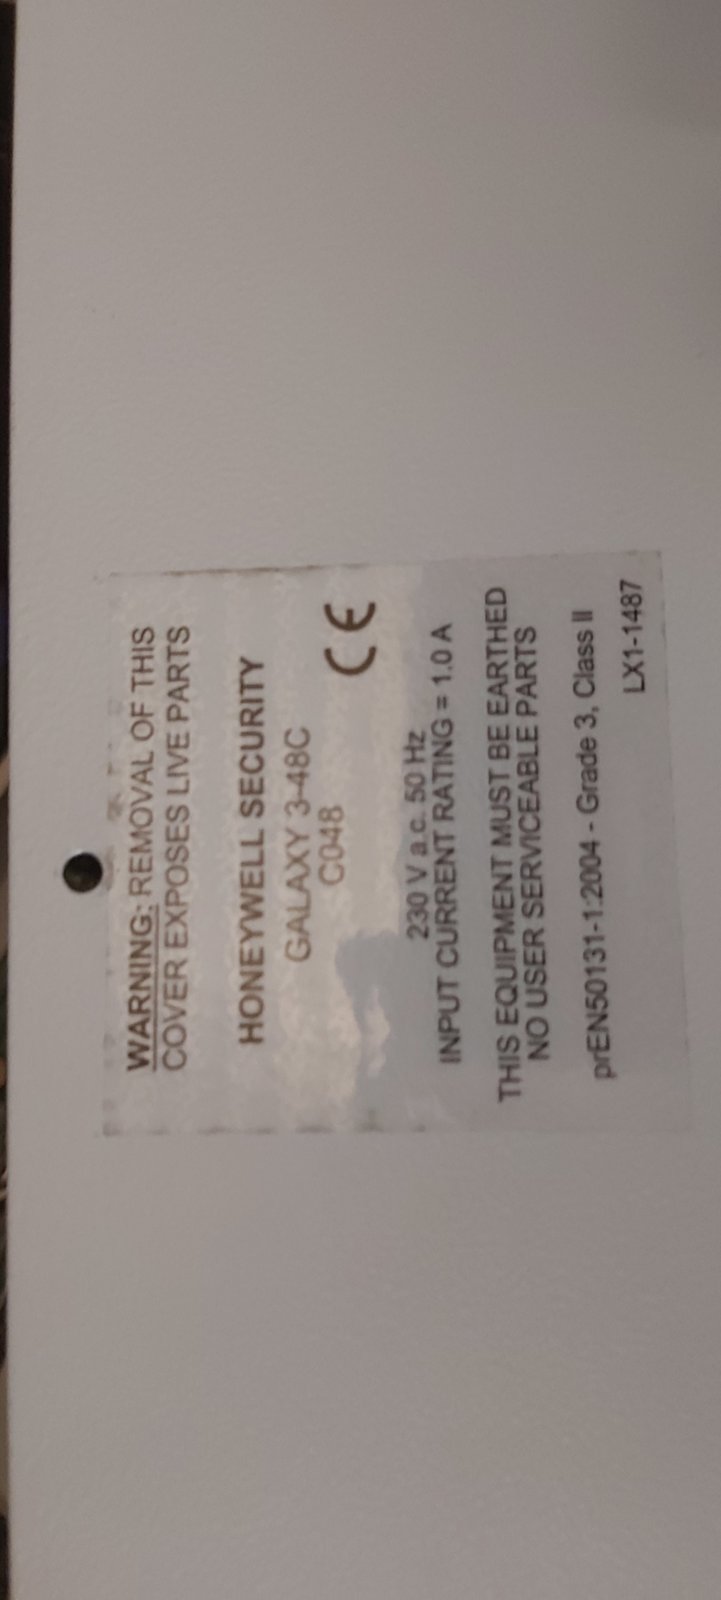 WARNING: REMOVAL OF THIS
COVER EXPOSES LIVE PARTS
HONEYWELL SECURITY
GALAXY 3-48C
C048
CE
230 V a.c. 50 Hz
INPUT CURRENT RATING = 1.0 A
THIS EQUIPMENT MUST BE EARTHED
NO USER SERVICEABLE PARTS
prEN50131-1:2004 - Grade 3, Class II
LX1-1487